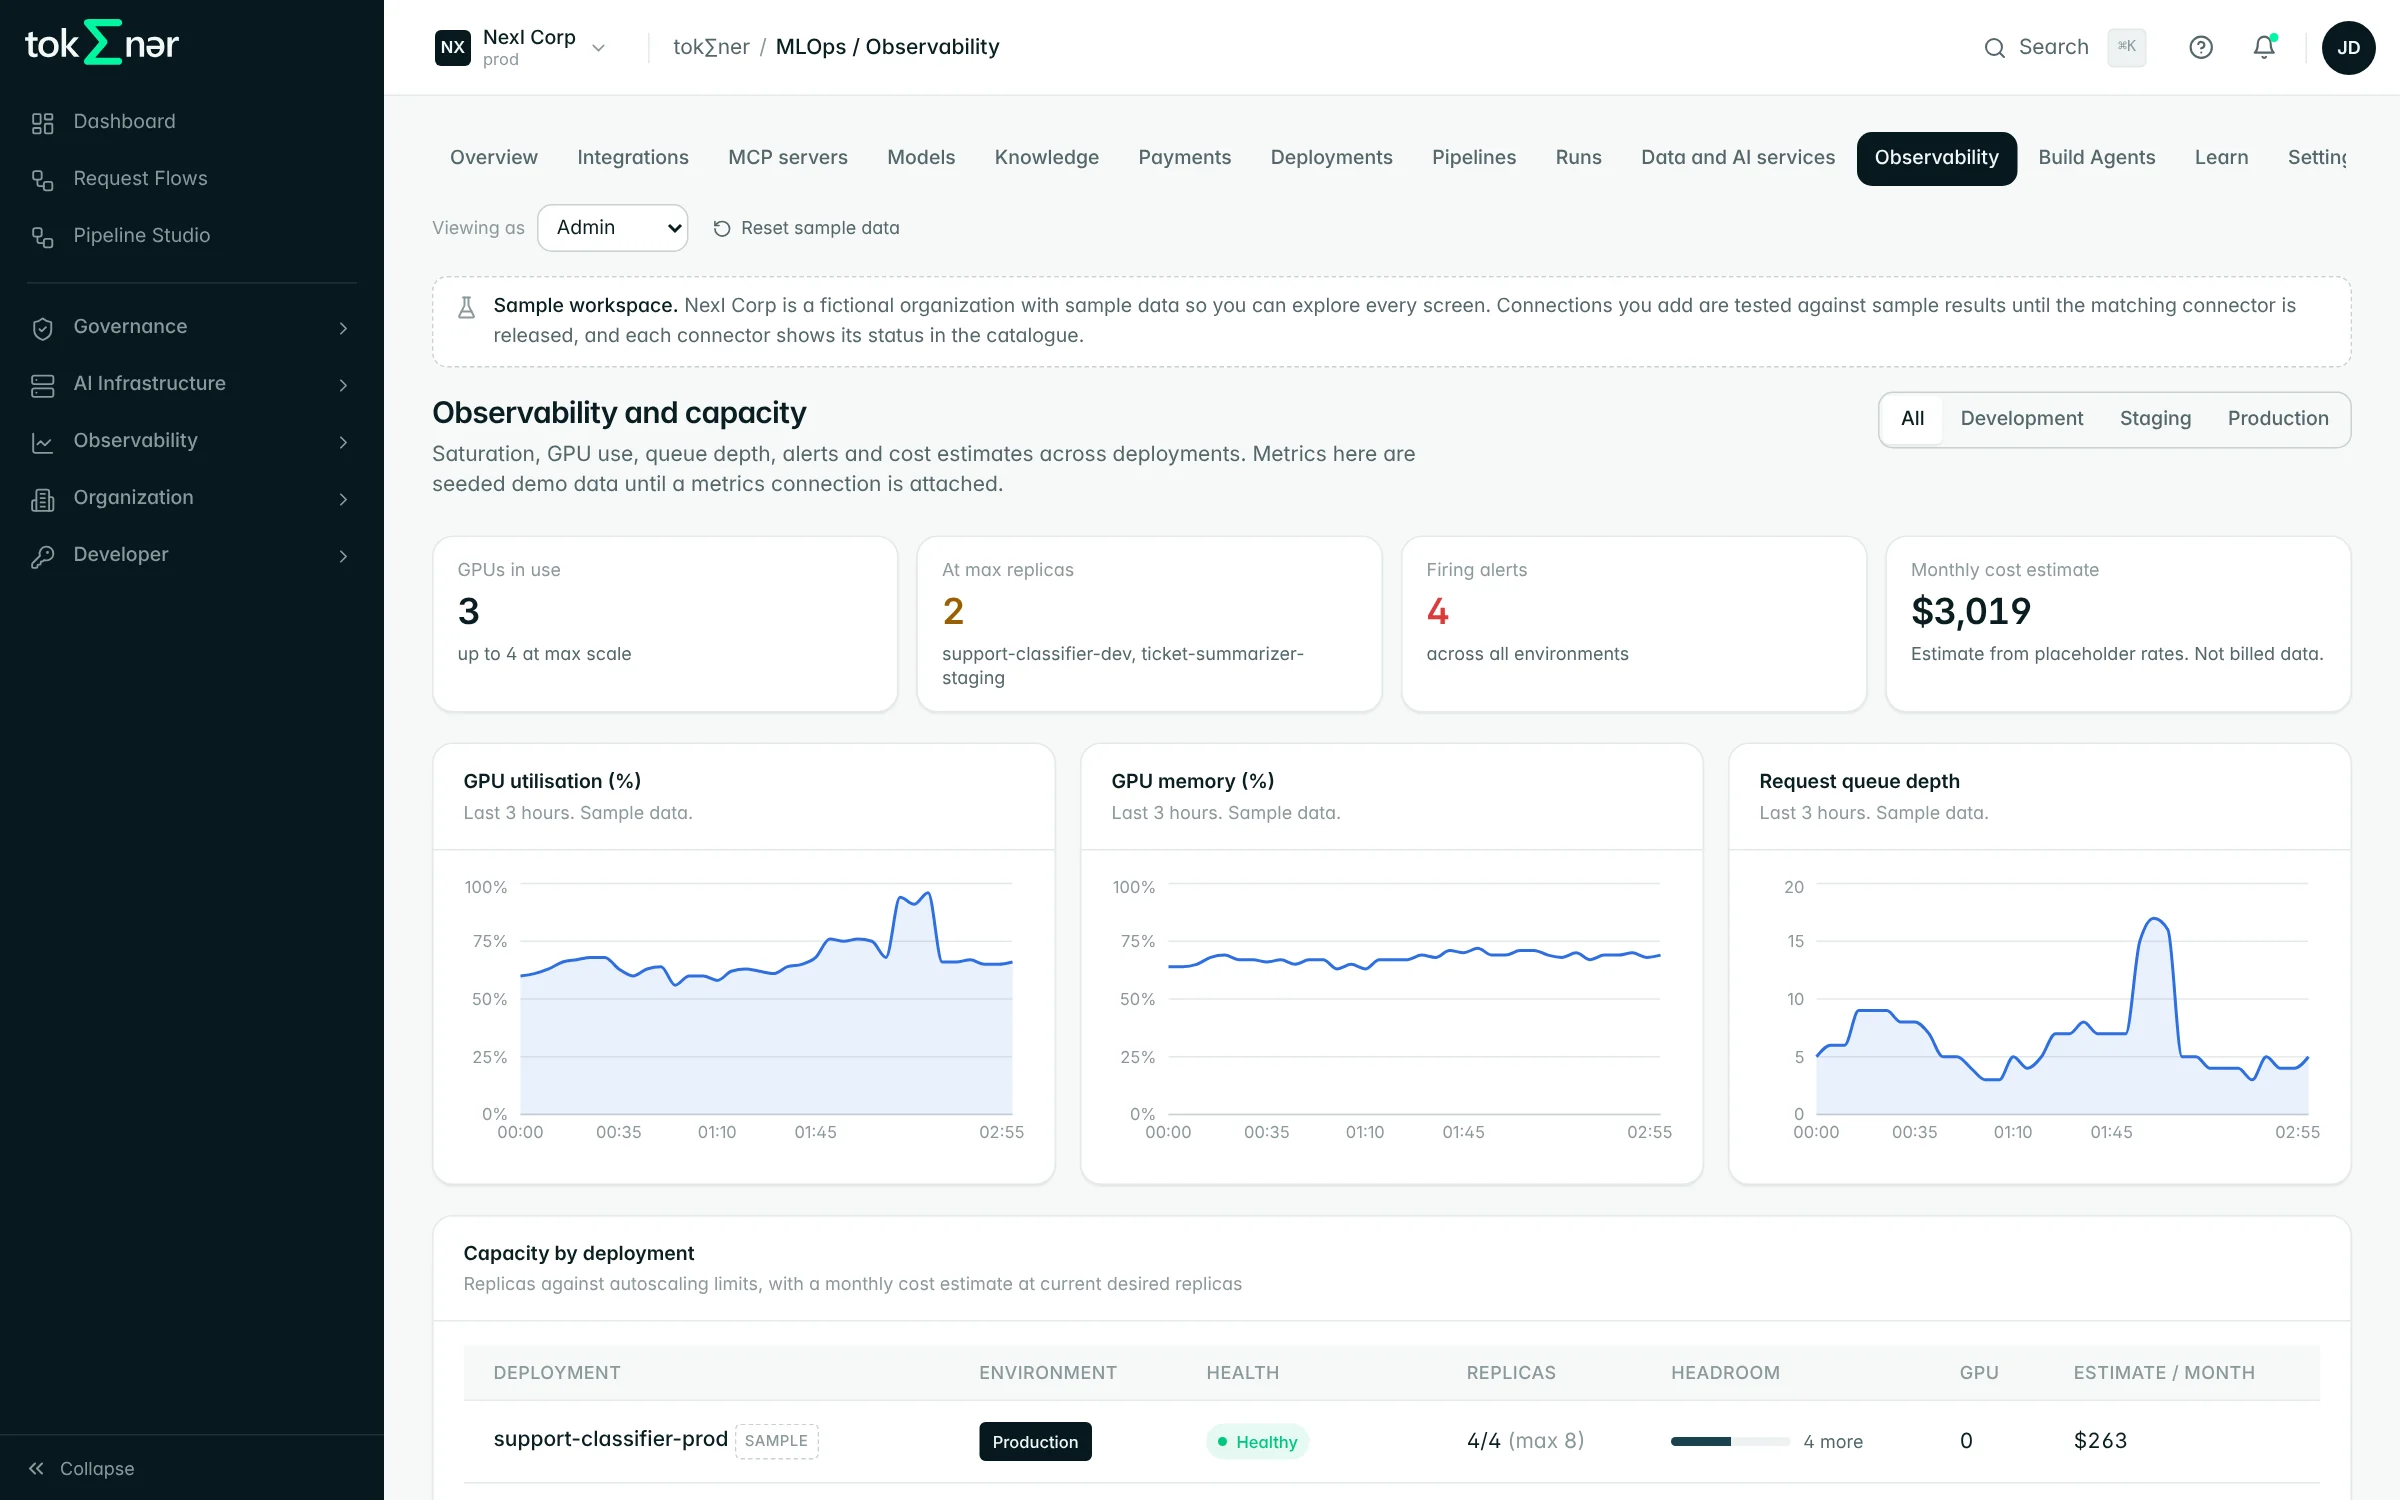 tokΣnər
Dashboard
Request Flows
Pipeline Studio
Governance
AI Infrastructure
Observability
Organization
Developer
Collapse
NX
Nexl Corp
prod
tok∑ner / MLOps / Observability
Search
⌘K
JD
Overview
Integrations
MCP servers
Models
Knowledge
Payments
Deployments
Pipelines
Runs
Data and AI services
Observability
Build Agents
Learn
Setting
Viewing as
Admin
Reset sample data
Sample workspace. Nexl Corp is a fictional organization with sample data so you can explore every screen. Connections you add are tested against sample results until the matching connector is
released, and each connector shows its status in the catalogue.
Observability and capacity
Saturation, GPU use, queue depth, alerts and cost estimates across deployments. Metrics here are
seeded demo data until a metrics connection is attached.
All
Development
Staging
Production
GPUs in use
3
up to 4 at max scale
At max replicas
2
support-classifier-dev, ticket-summarizer-
staging
Firing alerts
4
across all environments
Monthly cost estimate
$3,019
Estimate from placeholder rates. Not billed data.
GPU utilisation (%)
Last 3 hours. Sample data.
100%
75%
50%
25%
0%
00:00 00:35 01:10 01:45 02:55
GPU memory (%)
Last 3 hours. Sample data.
100%
75%
50%
25%
0%
00:00 00:35 01:10 01:45 02:55
Request queue depth
Last 3 hours. Sample data.
20
15
10
5
0
00:00 00:35 01:10 01:45 02:55
Capacity by deployment
Replicas against autoscaling limits, with a monthly cost estimate at current desired replicas
DEPLOYMENT ENVIRONMENT HEALTH REPLICAS HEADROOM GPU ESTIMATE / MONTH
support-classifier-prod SAMPLE Production Healthy 4/4 (max 8) 4 more 0 $263